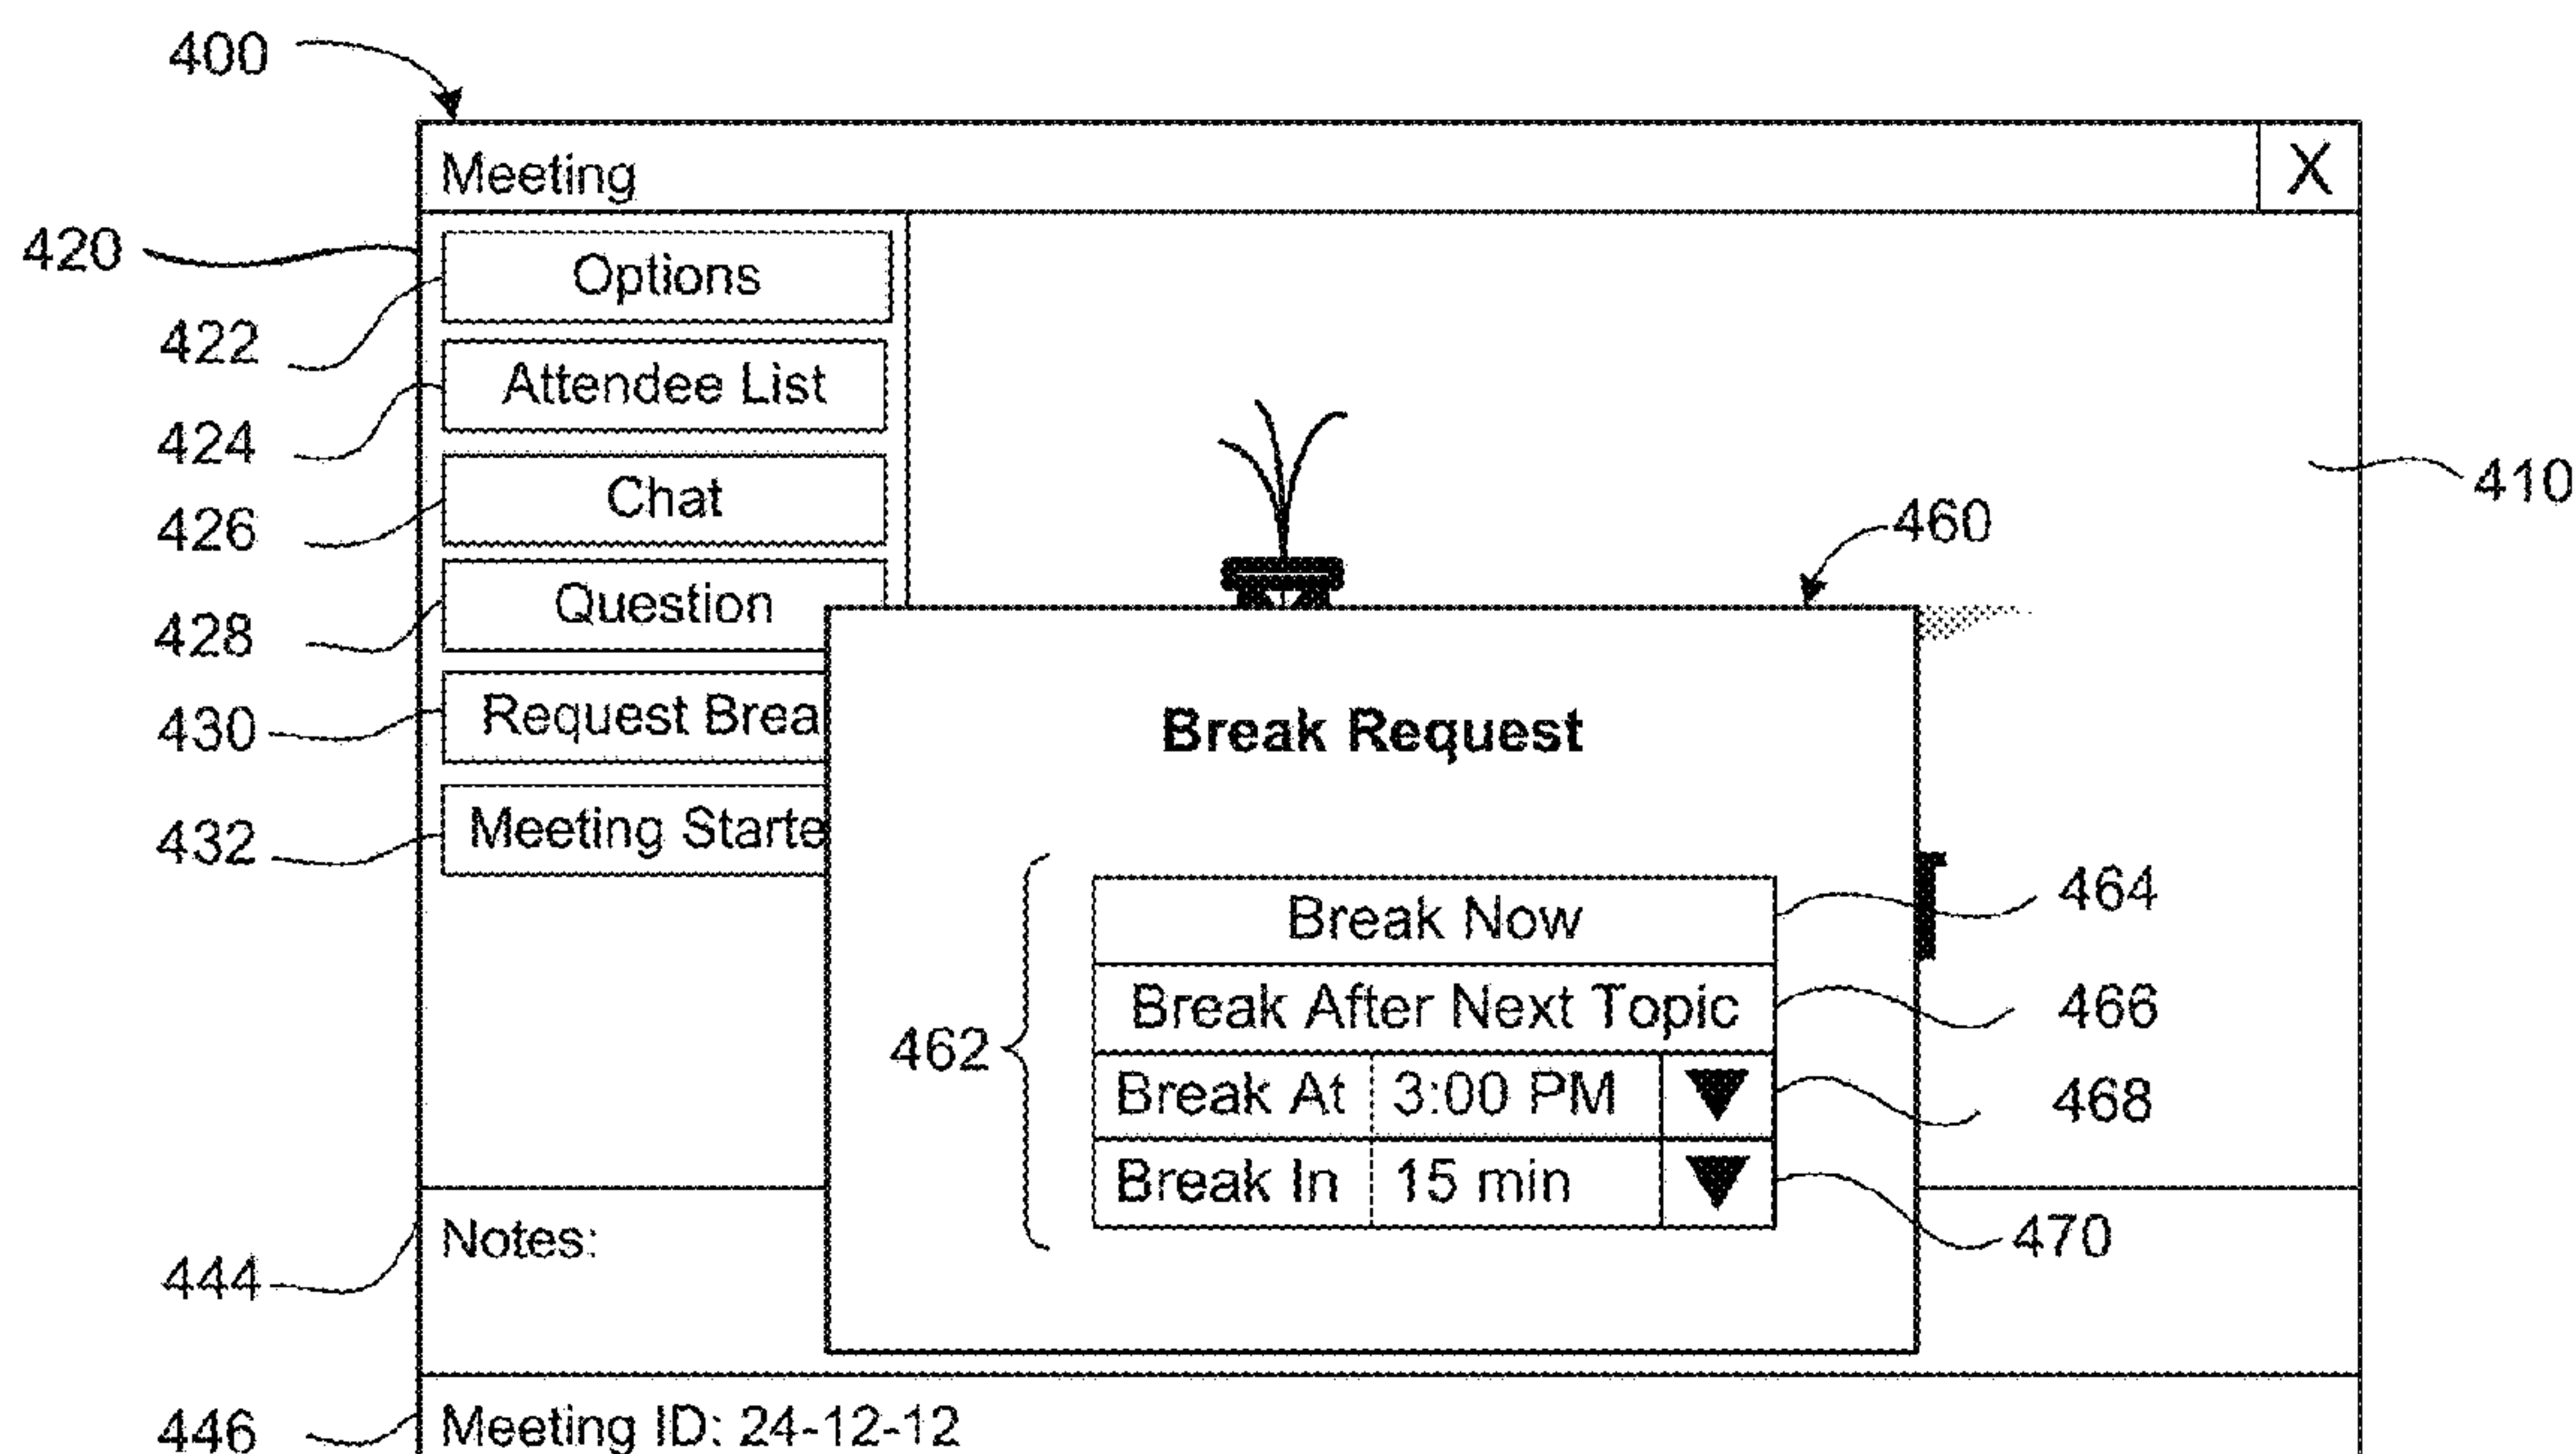 400
Meeting X
420
Options
422
Attendee List
424
Chat
426
410
460
Question
428
Request Brea
430
Break Request
Meeting Starte
432
Break Now
464
Break After Next Topic
466
462
Break At 3:00 PM
468
Break In 15 min
470
Notes:
444
Meeting ID: 24-12-12
446